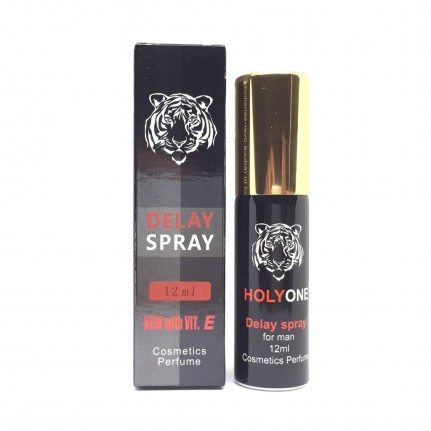 DELAY
SPRAY
12ml
NEW with VIT. E
Cosmetics
Perfume
HOLYONE
Delay spray
for man
12ml
Cosmetics Perfume